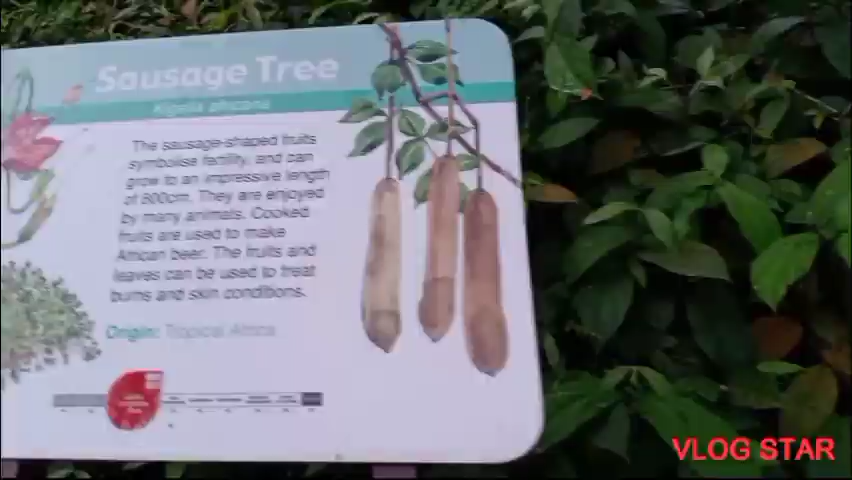 Sausage Tree
Kigelia africana
The sausage-shaped fruits
symbolise fertility, and can
grow to an impressive length
of 800cm. They are enjoyed
by many animals. Cooked
fruits are used to make
African beer. The fruits and
leaves can be used to treat
burns and skin conditions.
Origin: Tropical Africa
VLOG STAR